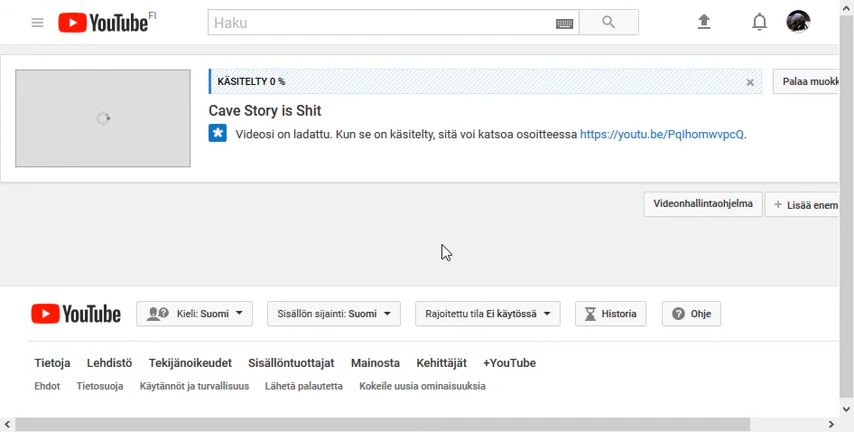 YouTube FI
Haku
KÄSITELTY 0 %
Palaa muokk
Cave Story is Shit
Videosi on ladattu. Kun se on käsitelty, sitä voi katsoa osoitteessa https://youtu.be/PqIhomwvpcQ.
Videonhallintaohjelma
+ Lisää enem
YouTube
Kieli: Suomi
Sisällön sijainti: Suomi
Rajoitettu tila Ei käytössä
Historia
Ohje
Tietoja Lehdistö Tekijänoikeudet Sisällöntuottajat Mainosta Kehittäjät +YouTube
Ehdot Tietosuoja Käytännöt ja turvallisuus Lähetä palautetta Kokeile uusia ominaisuuksia